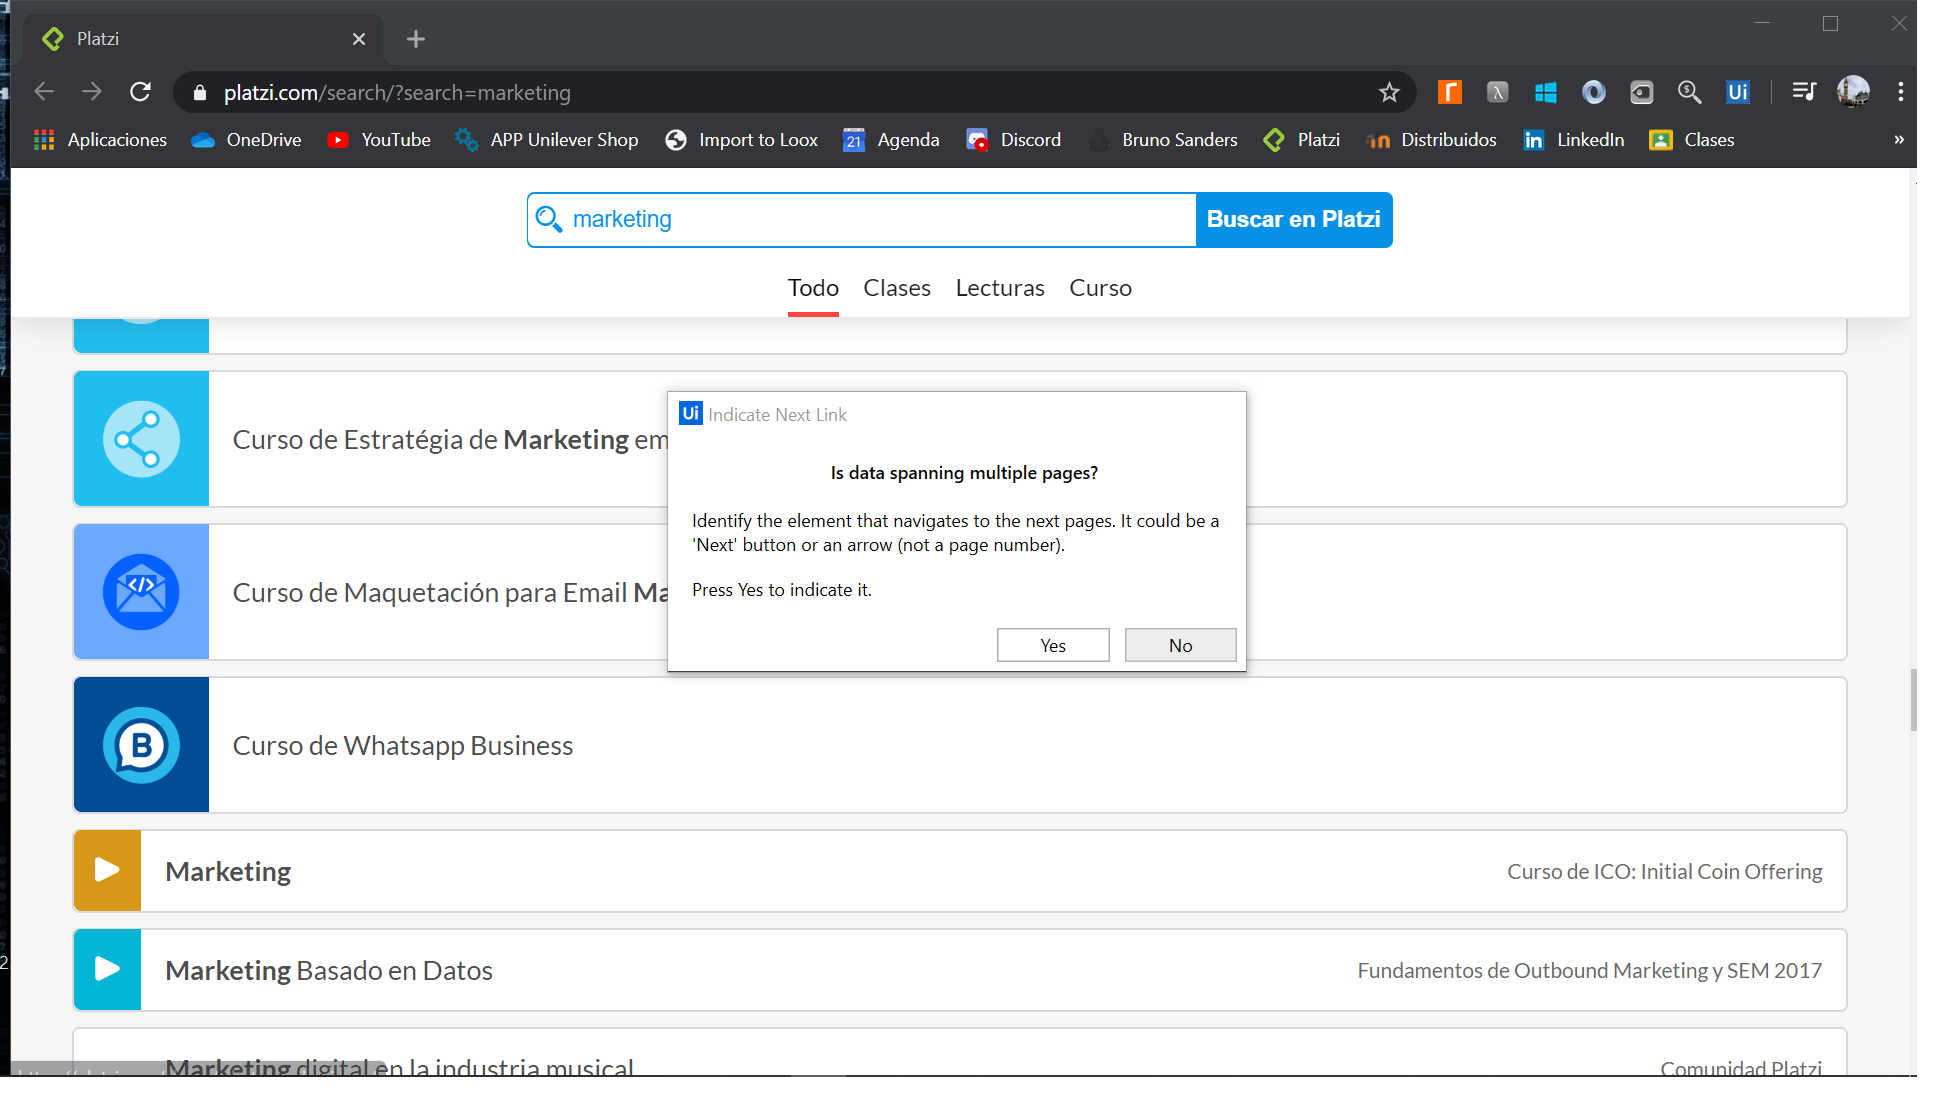 Platzi
platzi.com/search/?search=marketing
Ui
Aplicaciones OneDrive YouTube APP Unilever Shop Import to Loox 21 Agenda Discord Bruno Sanders Platzi Distribuidos in LinkedIn Clases »
marketing Buscar en Platzi
Todo Clases Lecturas Curso
Curso de Estratégia de Marketing em
Ui Indicate Next Link
Is data spanning multiple pages?
Identify the element that navigates to the next pages. It could be a
'Next' button or an arrow (not a page number).
Press Yes to indicate it.
Yes No
Curso de Maquetación para Email Ma
B Curso de Whatsapp Business
Marketing Curso de ICO: Initial Coin Offering
Marketing Basado en Datos Fundamentos de Outbound Marketing y SEM 2017
Marketing digital en la industria musical Comunidad Platzi